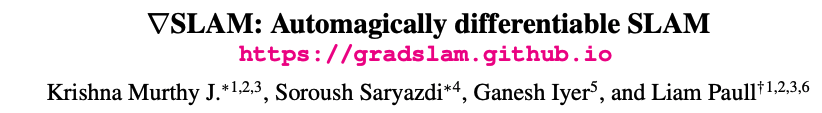 ∇SLAM: Automagically differentiable SLAM
https://gradslam.github.io
Krishna Murthy J.*1,2,3, Soroush Saryazdi*4, Ganesh Iyer5, and Liam Paull†1,2,3,6